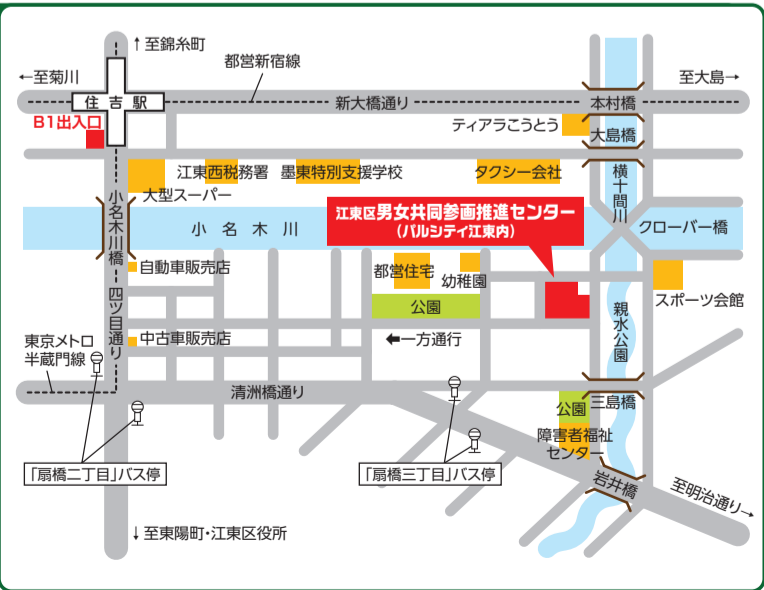 ↑至錦糸町
都営新宿線
←至菊川
至大島→
住吉駅
新大橋通り
本村橋
B1出入口
ティアラこうとう
大島橋
江東西税務署
墨東特別支援学校
タクシー会社
大型スーパー
横十間川
小名木川橋
小名木川
江東区男女共同参画推進センター
(パルシティ江東内)
クローバー橋
自動車販売店
都営住宅
幼稚園
スポーツ会館
四ツ目通り
公園
親水公園
中古車販売店
←一方通行
東京メトロ
半蔵門線
清洲橋通り
公園
三島橋
障害者福祉
センター
「扇橋二丁目」バス停
「扇橋三丁目」バス停
岩井橋
至明治通り→
↓至東陽町・江東区役所